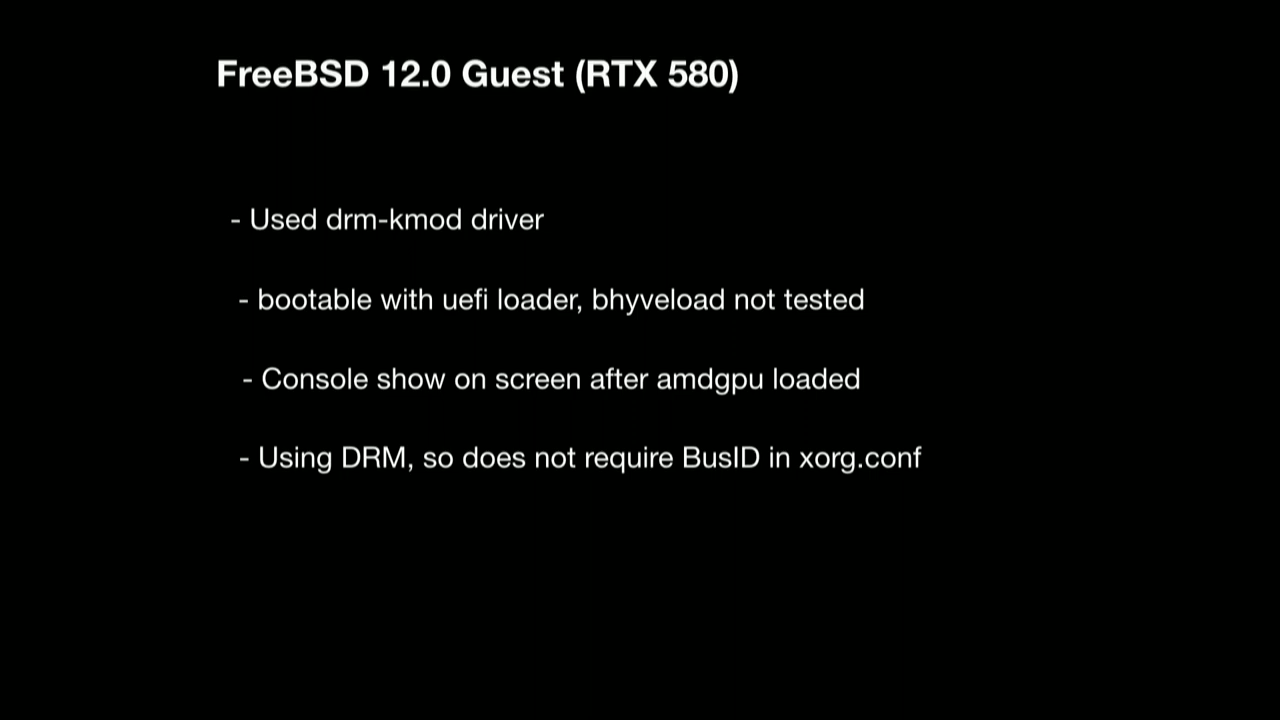 FreeBSD 12.0 Guest (RTX 580)
- Used drm-kmod driver
- bootable with uefi loader, bhyveload not tested
- Console show on screen after amdgpu loaded
- Using DRM, so does not require BusID in xorg.conf